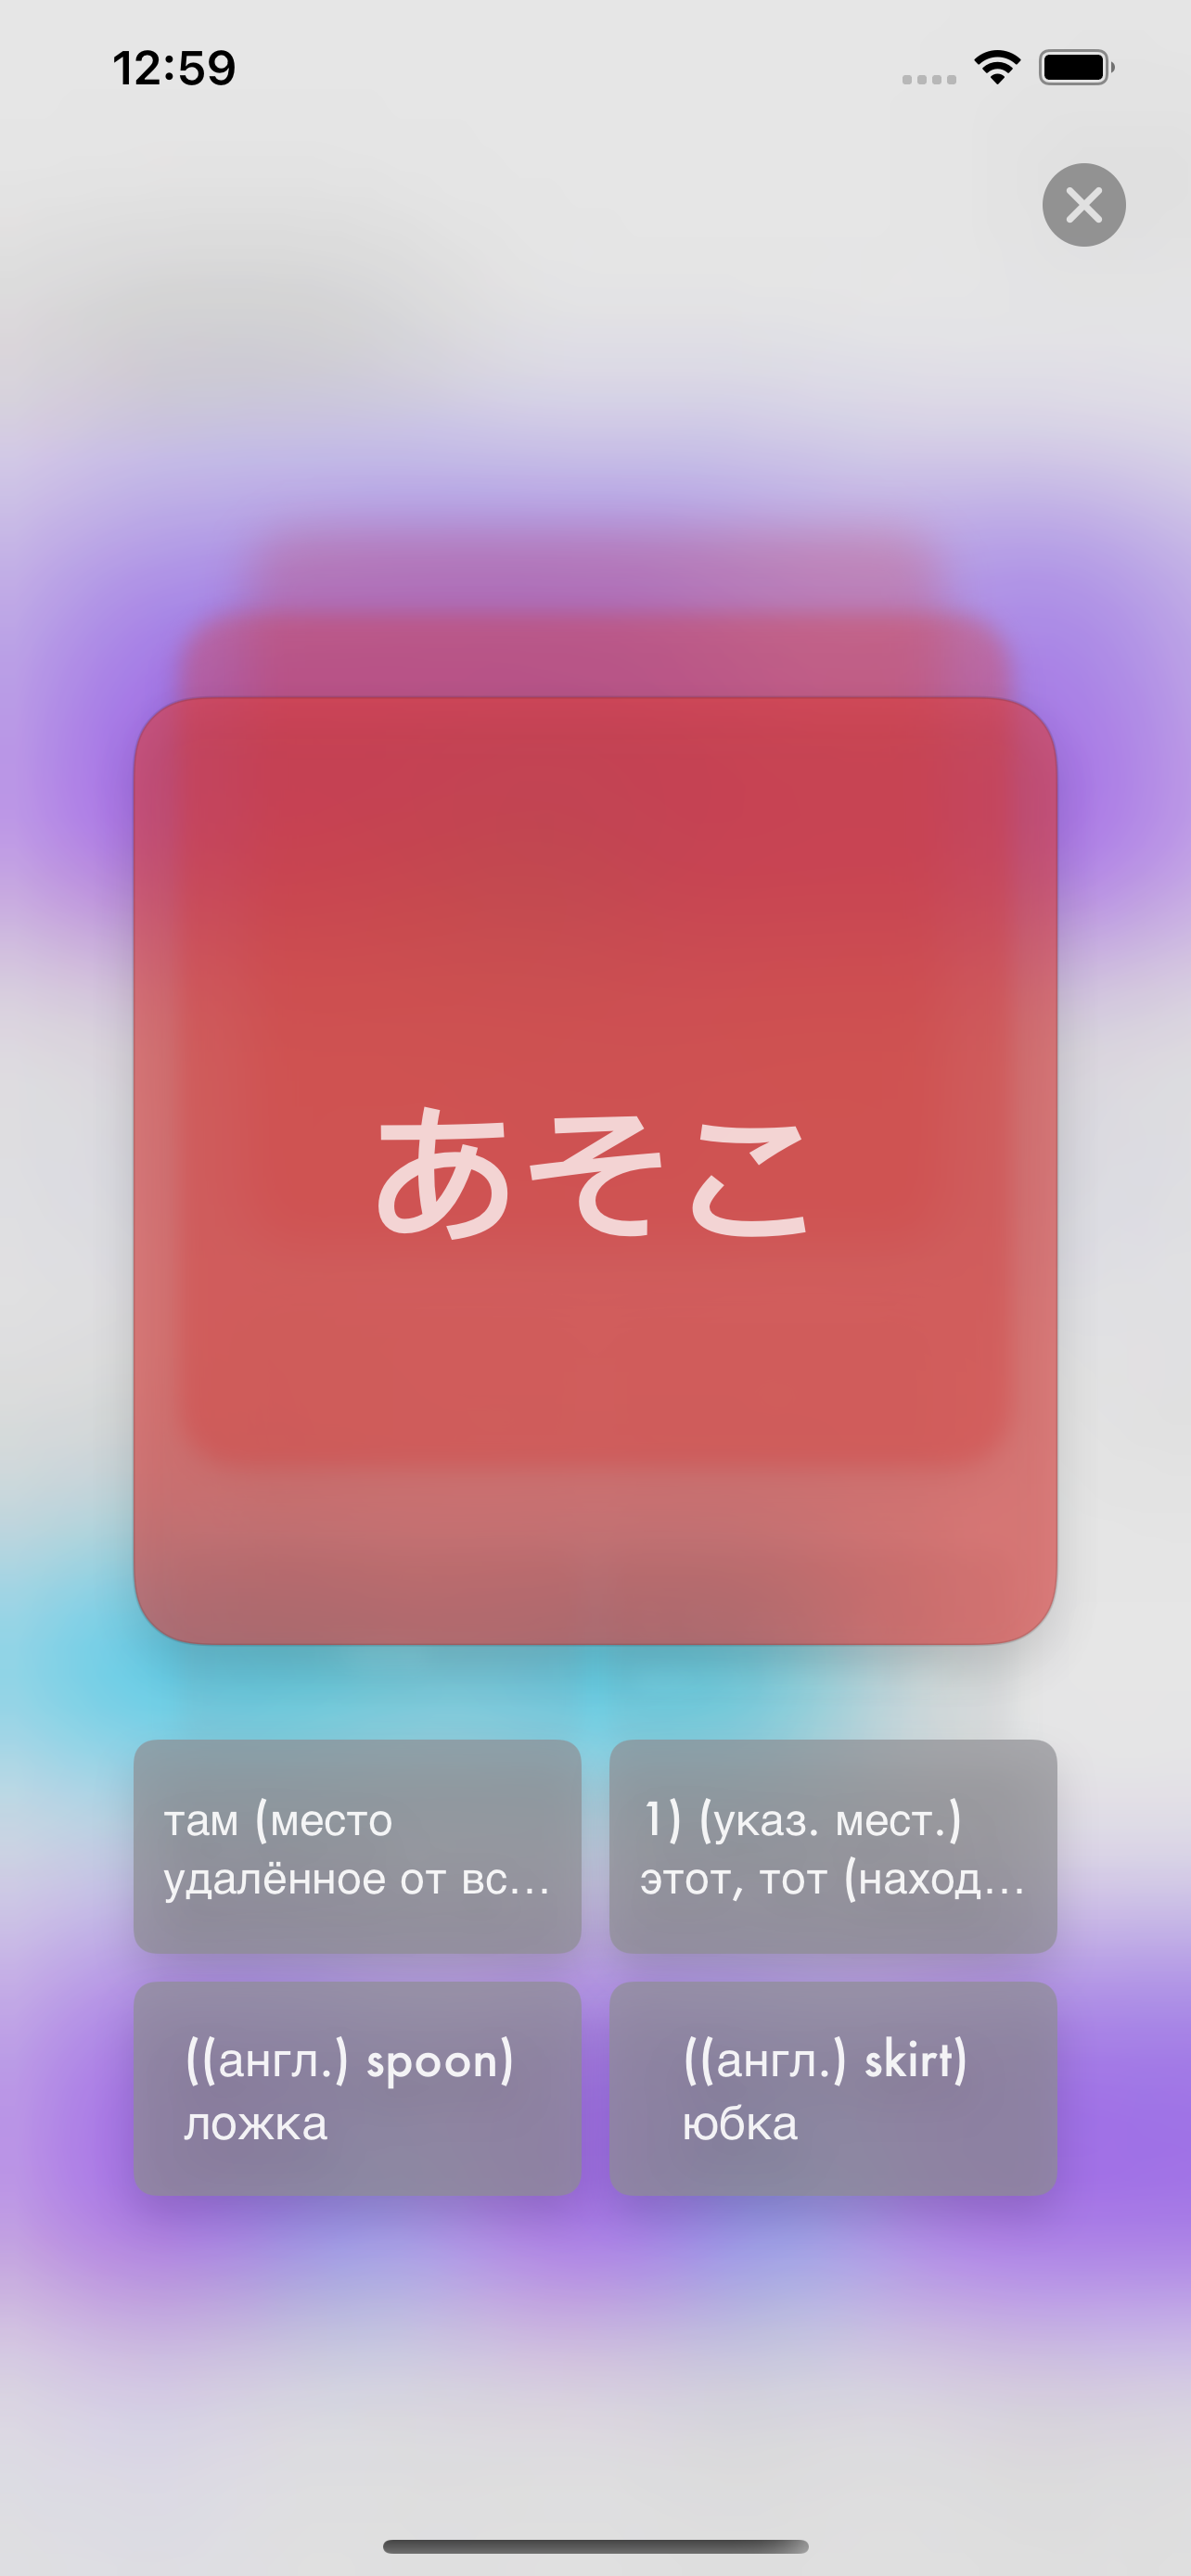 12:59
あそこ
там (место
удалённое от вс...
1) (указ. мест.)
этот, тот (наход...
((англ.) spoon)
ложка
((англ.) skirt)
юбка